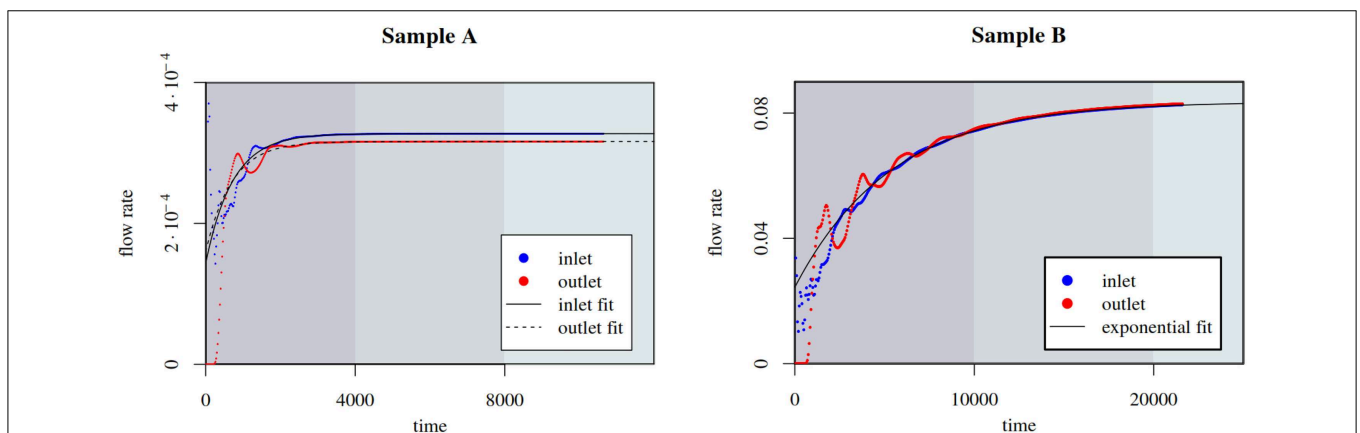 Sample A
4 · 10⁻⁴
2 · 10⁻⁴
0
flow rate
inlet
outlet
inlet fit
outlet fit
0 4000 8000
time
Sample B
0.08
0.04
0
flow rate
inlet
outlet
exponential fit
0 10000 20000
time